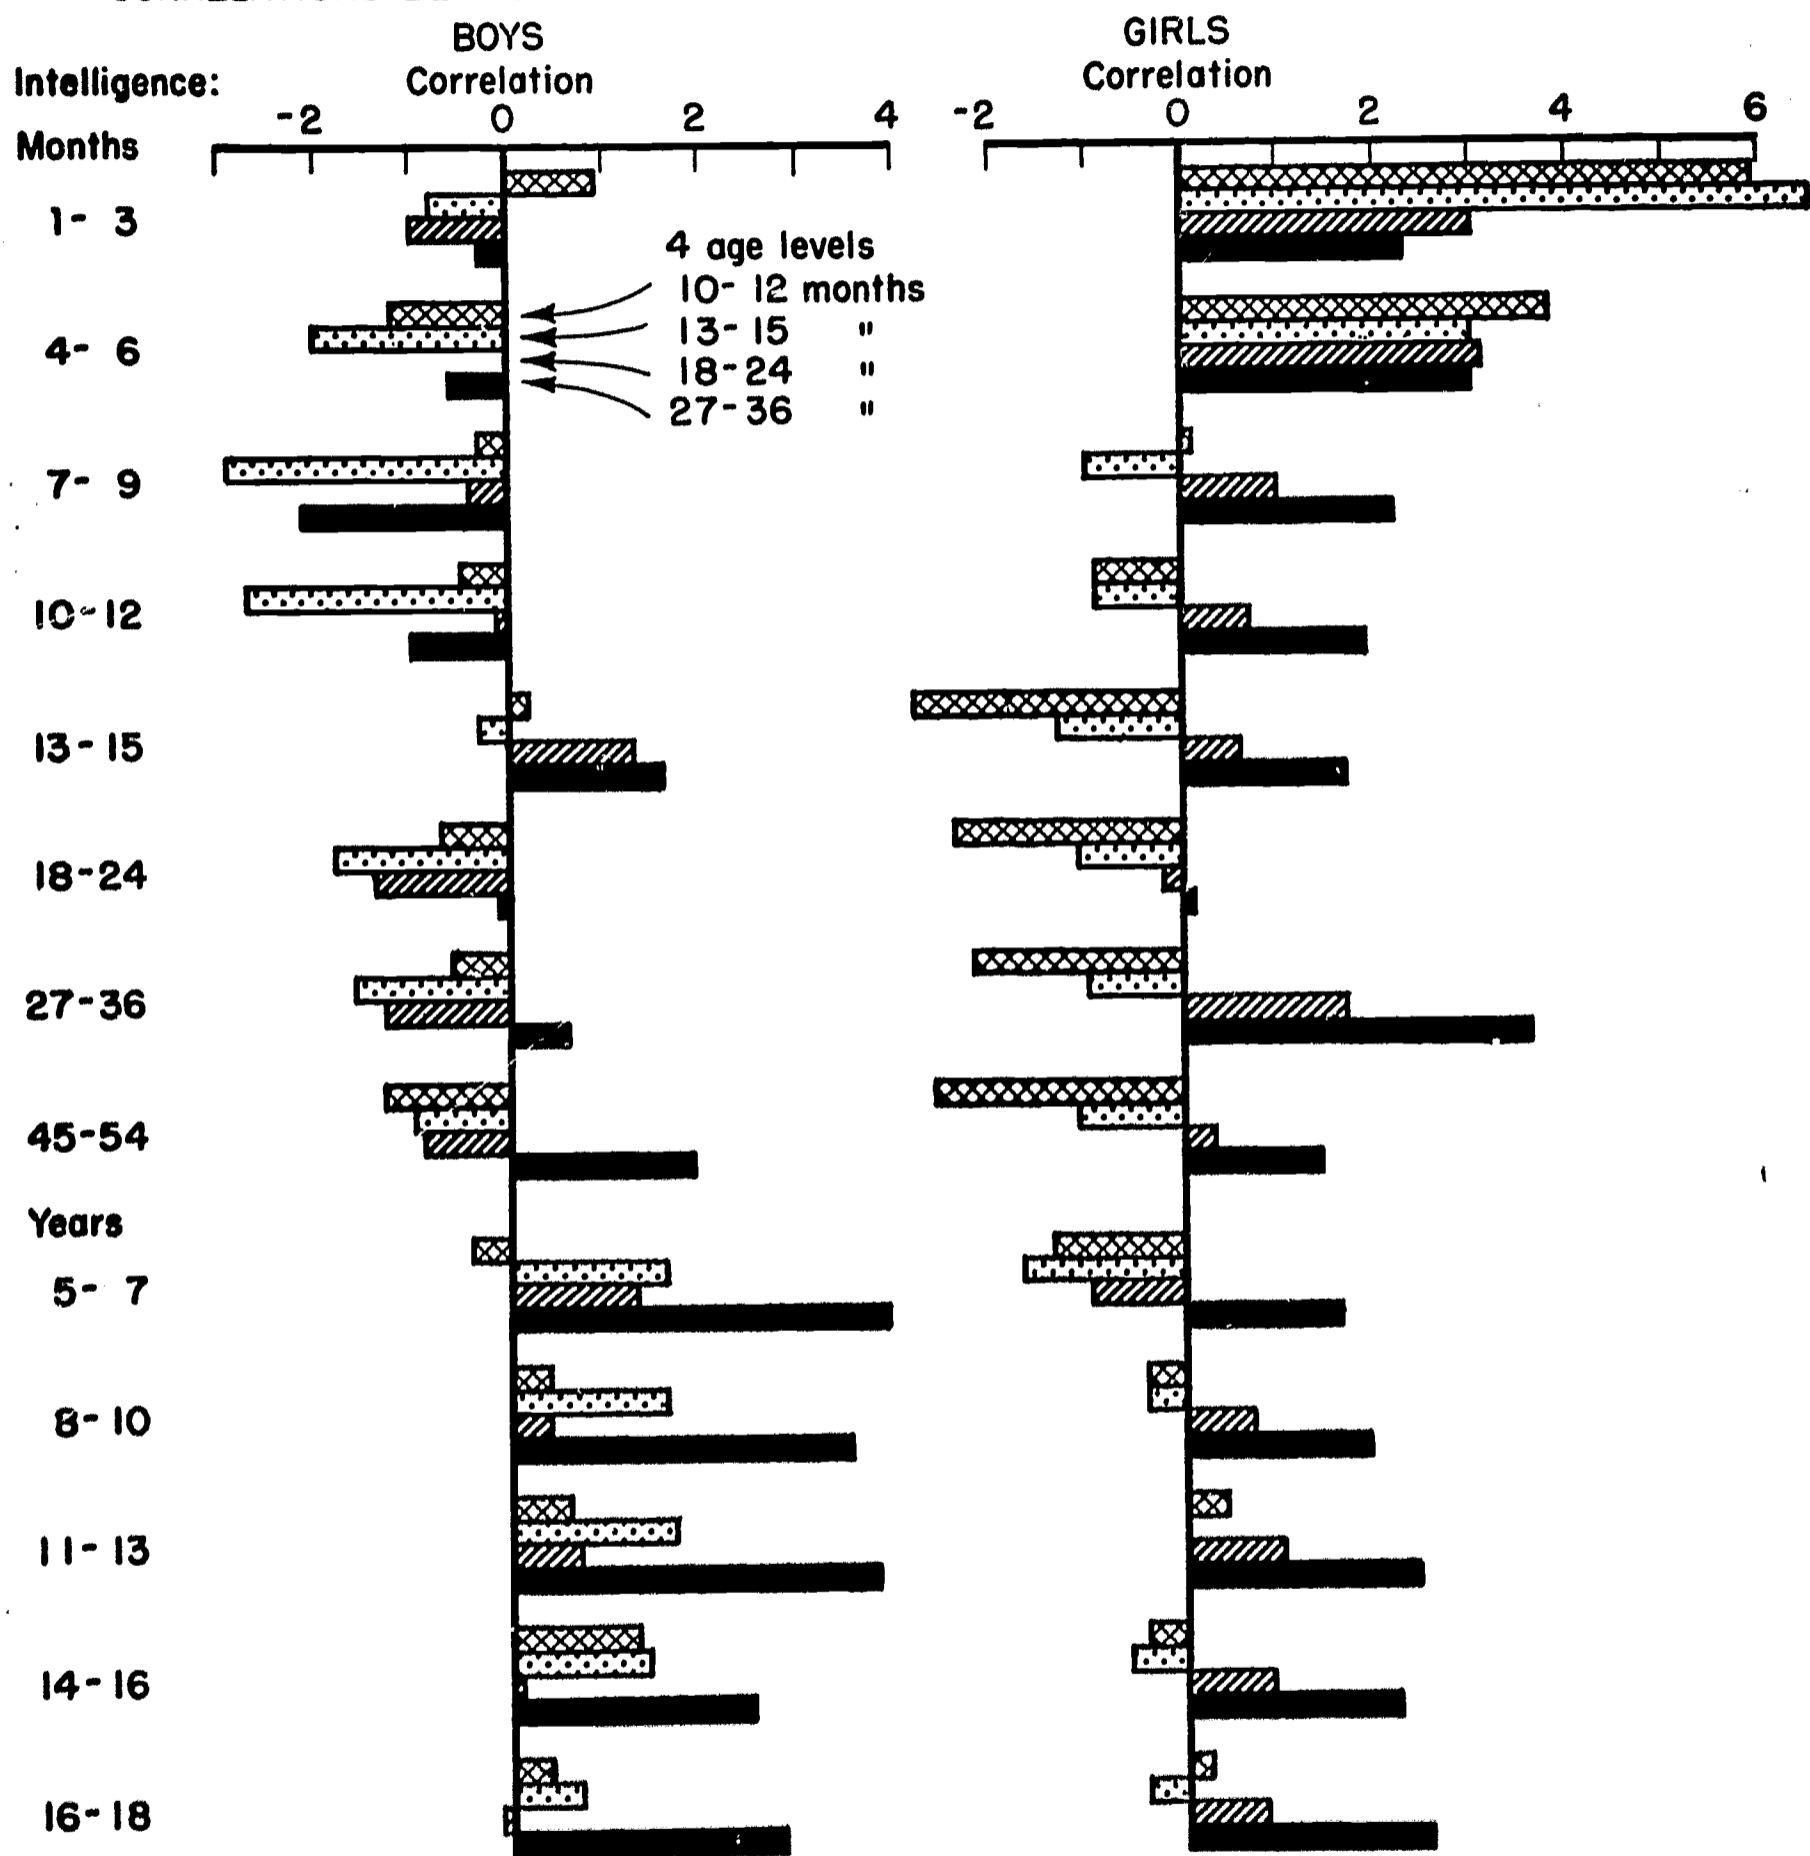 BOYS
GIRLS
Intelligence:
Correlation
Correlation
-2 0 2 4
-2 0 2 4 6
Months
1- 3
4 age levels
10- 12 months
13-15 "
18-24 "
27-36 "
4- 6
7- 9
10-12
13-15
18-24
27-36
45-54
Years
5- 7
8-10
11-13
14-16
16-18